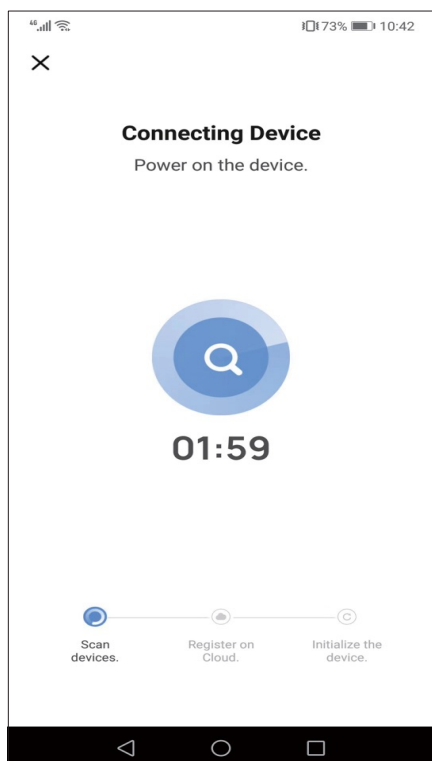 4G 73% 10:42
Connecting Device
Power on the device.
01:59
Scan
devices.
Register on
Cloud.
Initialize the
device.